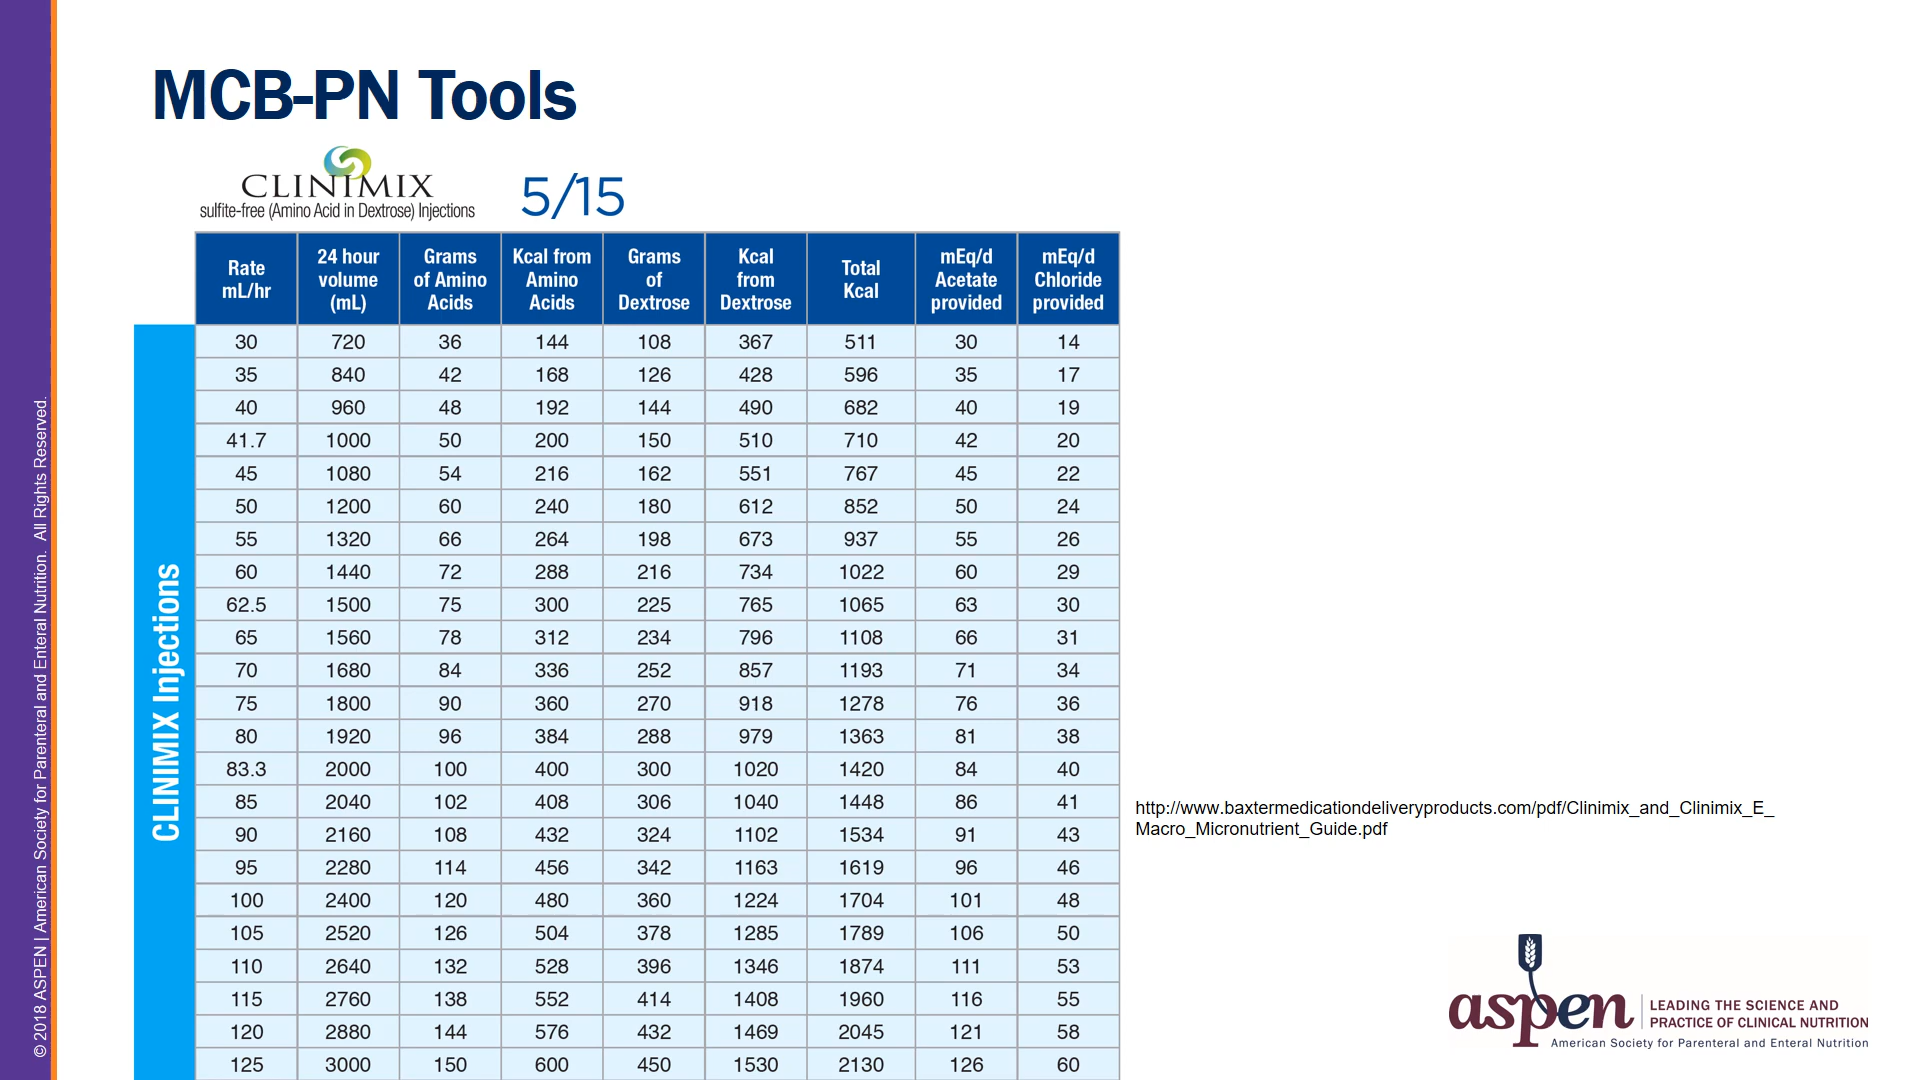 MCB-PN Tools
CLINIMIX
sulfite-free (Amino Acid in Dextrose) Injections
5/15
Rate mL/hr 24 hour volume (mL) Grams of Amino Acids Kcal from Amino Acids Grams of Dextrose Kcal from Dextrose Total Kcal mEq/d Acetate provided mEq/d Chloride provided
CLINIMIX Injections
30 720 36 144 108 367 511 30 14
35 840 42 168 126 428 596 35 17
40 960 48 192 144 490 682 40 19
41.7 1000 50 200 150 510 710 42 20
45 1080 54 216 162 551 767 45 22
50 1200 60 240 180 612 852 50 24
55 1320 66 264 198 673 937 55 26
60 1440 72 288 216 734 1022 60 29
62.5 1500 75 300 225 765 1065 63 30
65 1560 78 312 234 796 1108 66 31
70 1680 84 336 252 857 1193 71 34
75 1800 90 360 270 918 1278 76 36
80 1920 96 384 288 979 1363 81 38
83.3 2000 100 400 300 1020 1420 84 40
85 2040 102 408 306 1040 1448 86 41
90 2160 108 432 324 1102 1534 91 43
95 2280 114 456 342 1163 1619 96 46
100 2400 120 480 360 1224 1704 101 48
105 2520 126 504 378 1285 1789 106 50
110 2640 132 528 396 1346 1874 111 53
115 2760 138 552 414 1408 1960 116 55
120 2880 144 576 432 1469 2045 121 58
125 3000 150 600 450 1530 2130 126 60
http://www.baxtermedicationdeliveryproducts.com/pdf/Clinimix_and_Clinimix_E_
Macro_Micronutrient_Guide.pdf
aspen
LEADING THE SCIENCE AND
PRACTICE OF CLINICAL NUTRITION
American Society for Parenteral and Enteral Nutrition
© 2018 ASPEN | American Society for Parenteral and Enteral Nutrition. All Rights Reserved.